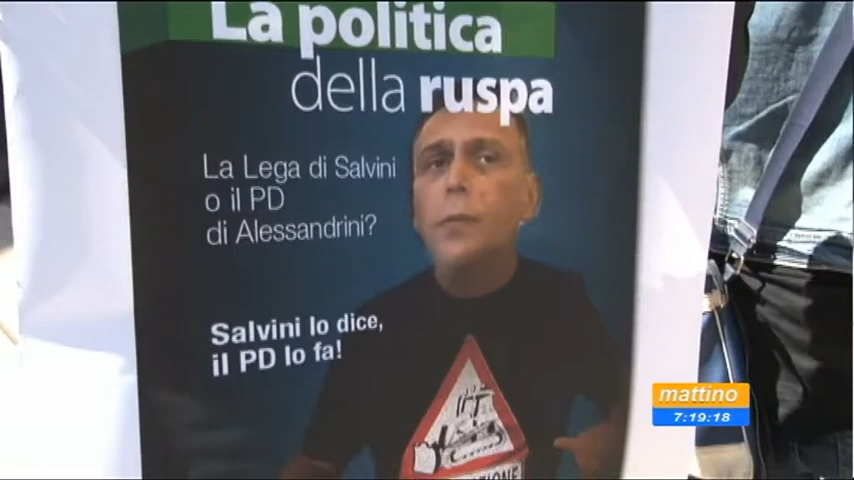 La politica
della ruspa
La Lega di Salvini
o il PD
di Alessandrini?
Salvini lo dice,
il PD lo fa!
mattino
7:19:18